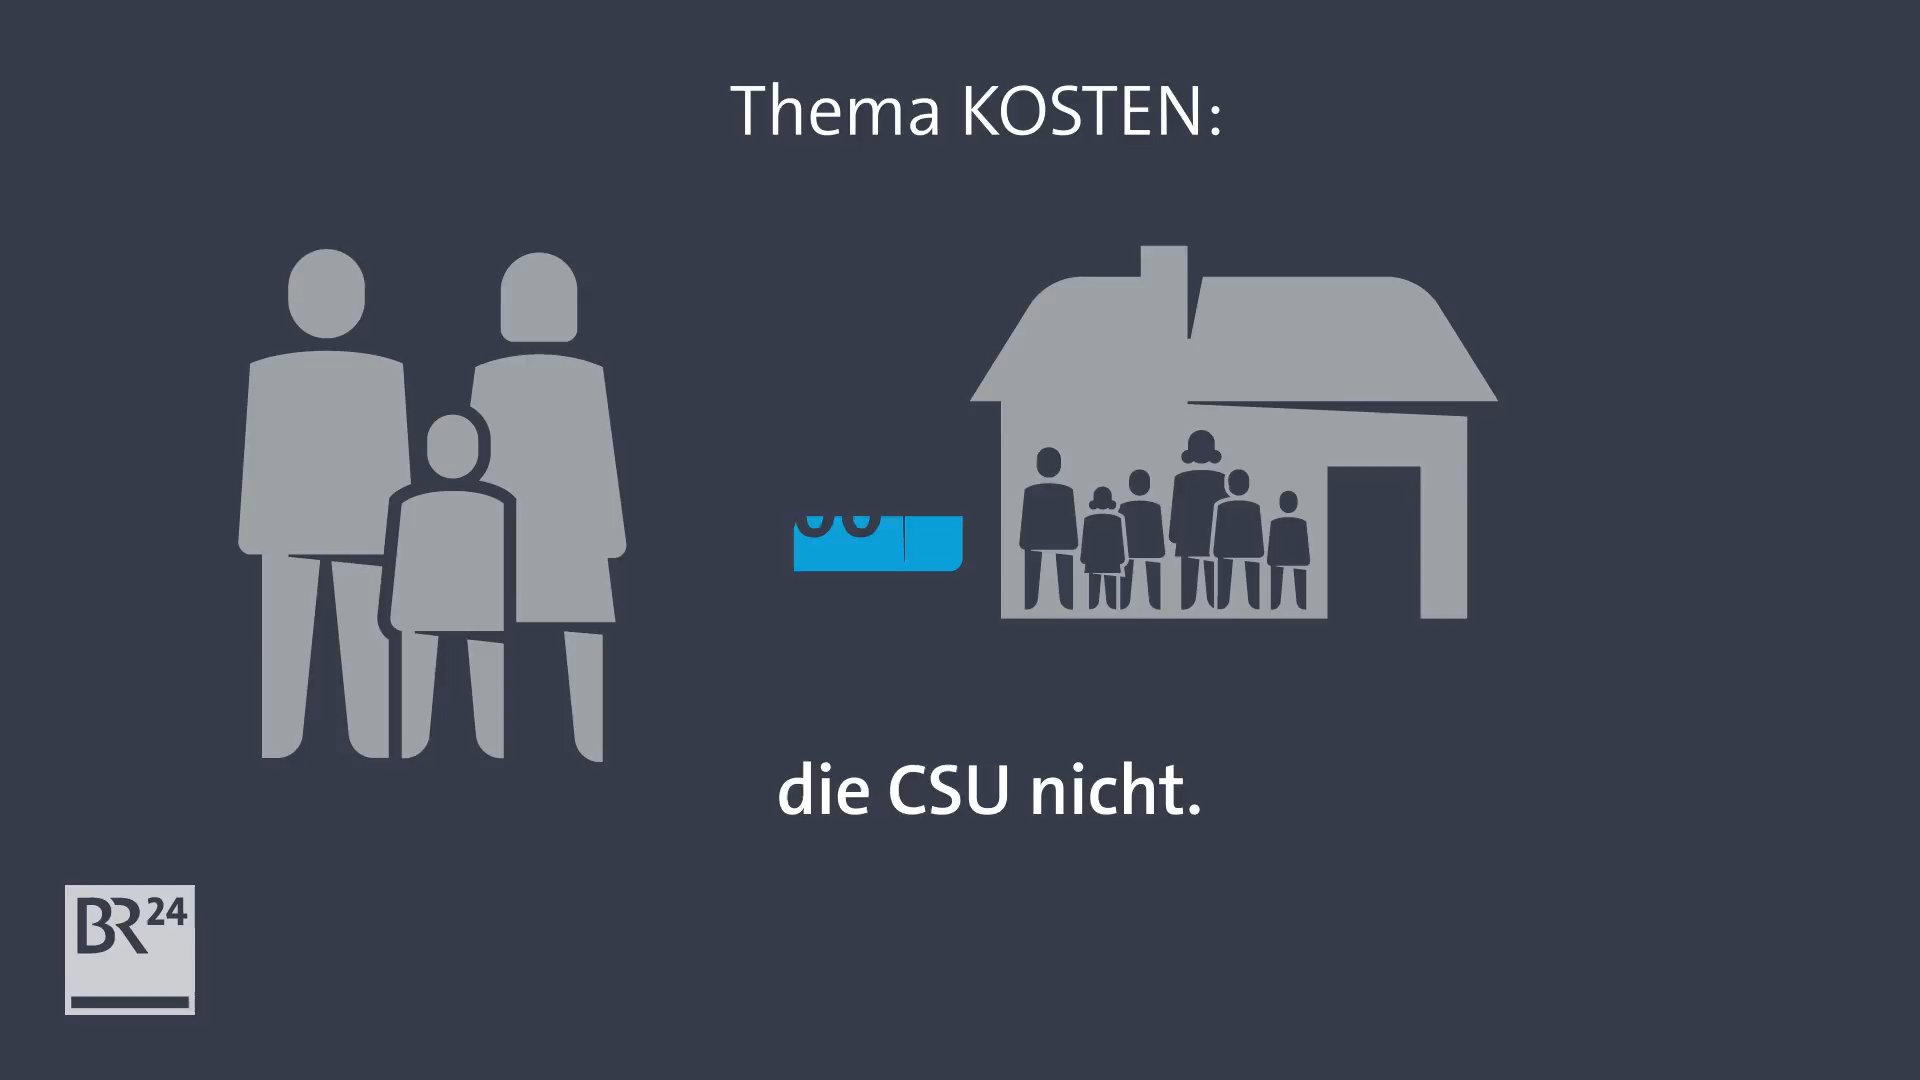 Thema KOSTEN:
die CSU nicht.
BR24